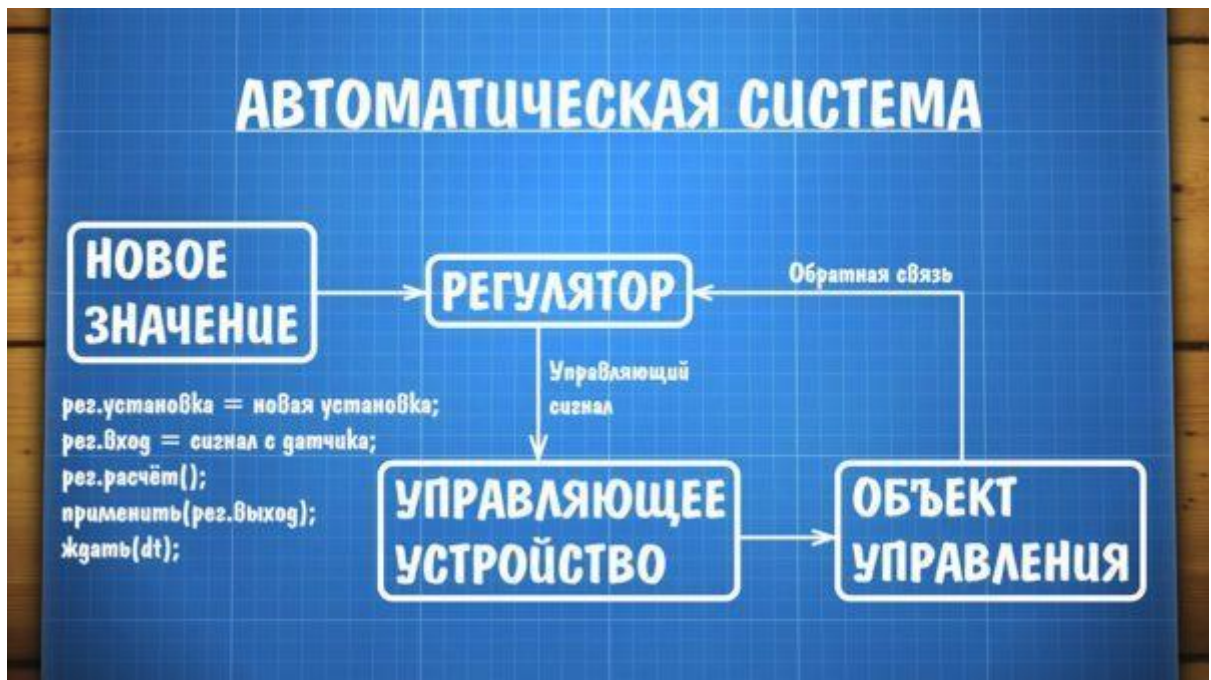 АВТОМАТИЧЕСКАЯ СИСТЕМА
НОВОЕ
ЗНАЧЕНИЕ
РЕГУЛЯТОР
Обратная связь
Управляющий
сигнал
рег.установка = новая установка;
рег.вход = сигнал с датчика;
рег.расчёт();
применить(рег.выход);
ждать(dt);
УПРАВЛЯЮЩЕЕ
УСТРОЙСТВО
ОБЪЕКТ
УПРАВЛЕНИЯ